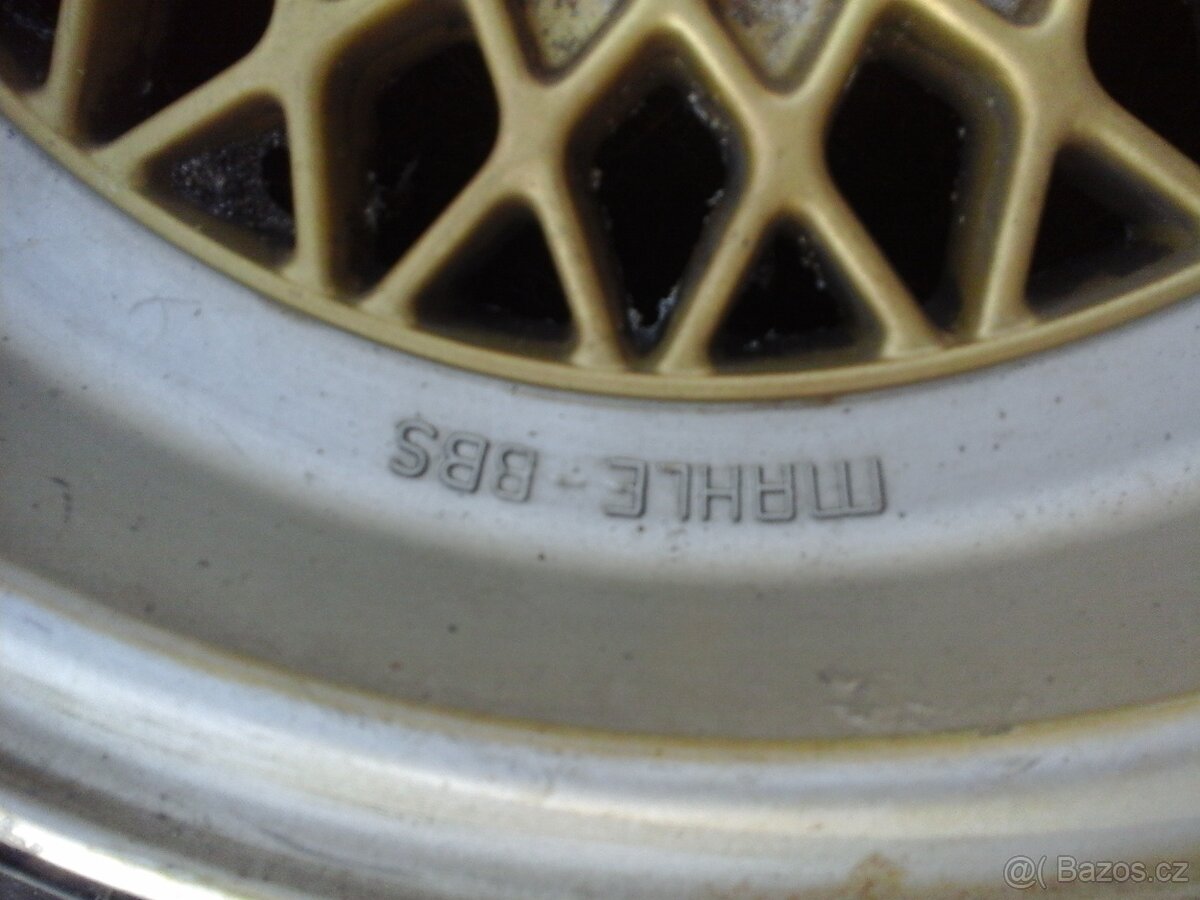 MAHLE - BBS
@( Bazos.cz